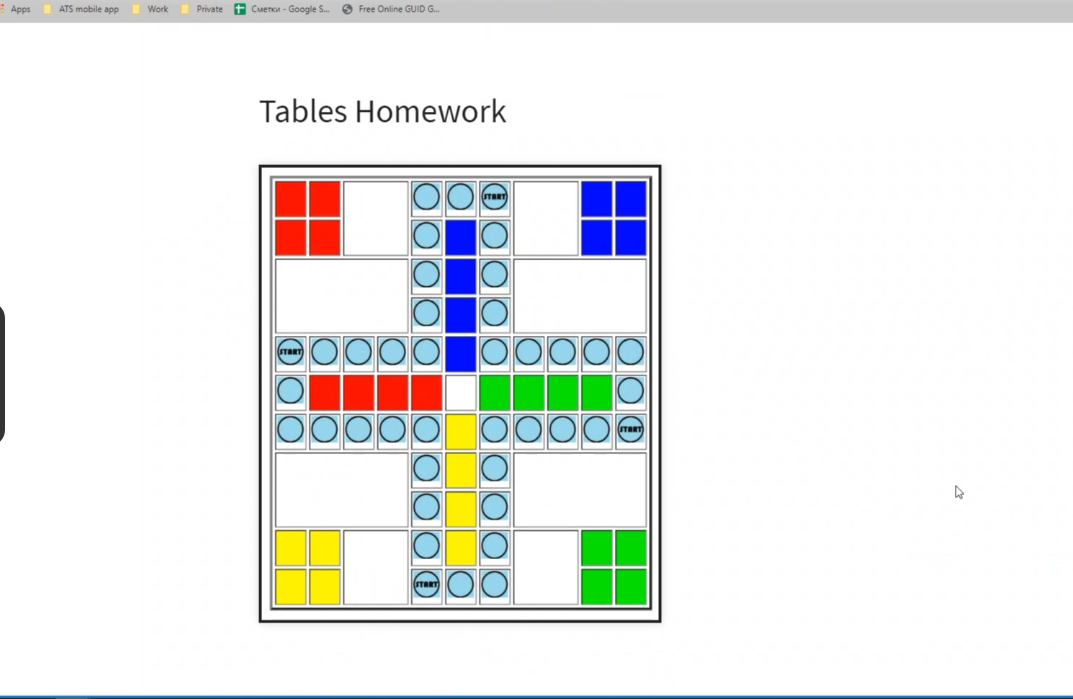 Apps ATS mobile app Work Private Сметки - Google S... Free Online GUID G...
Tables Homework
START
START
START
START